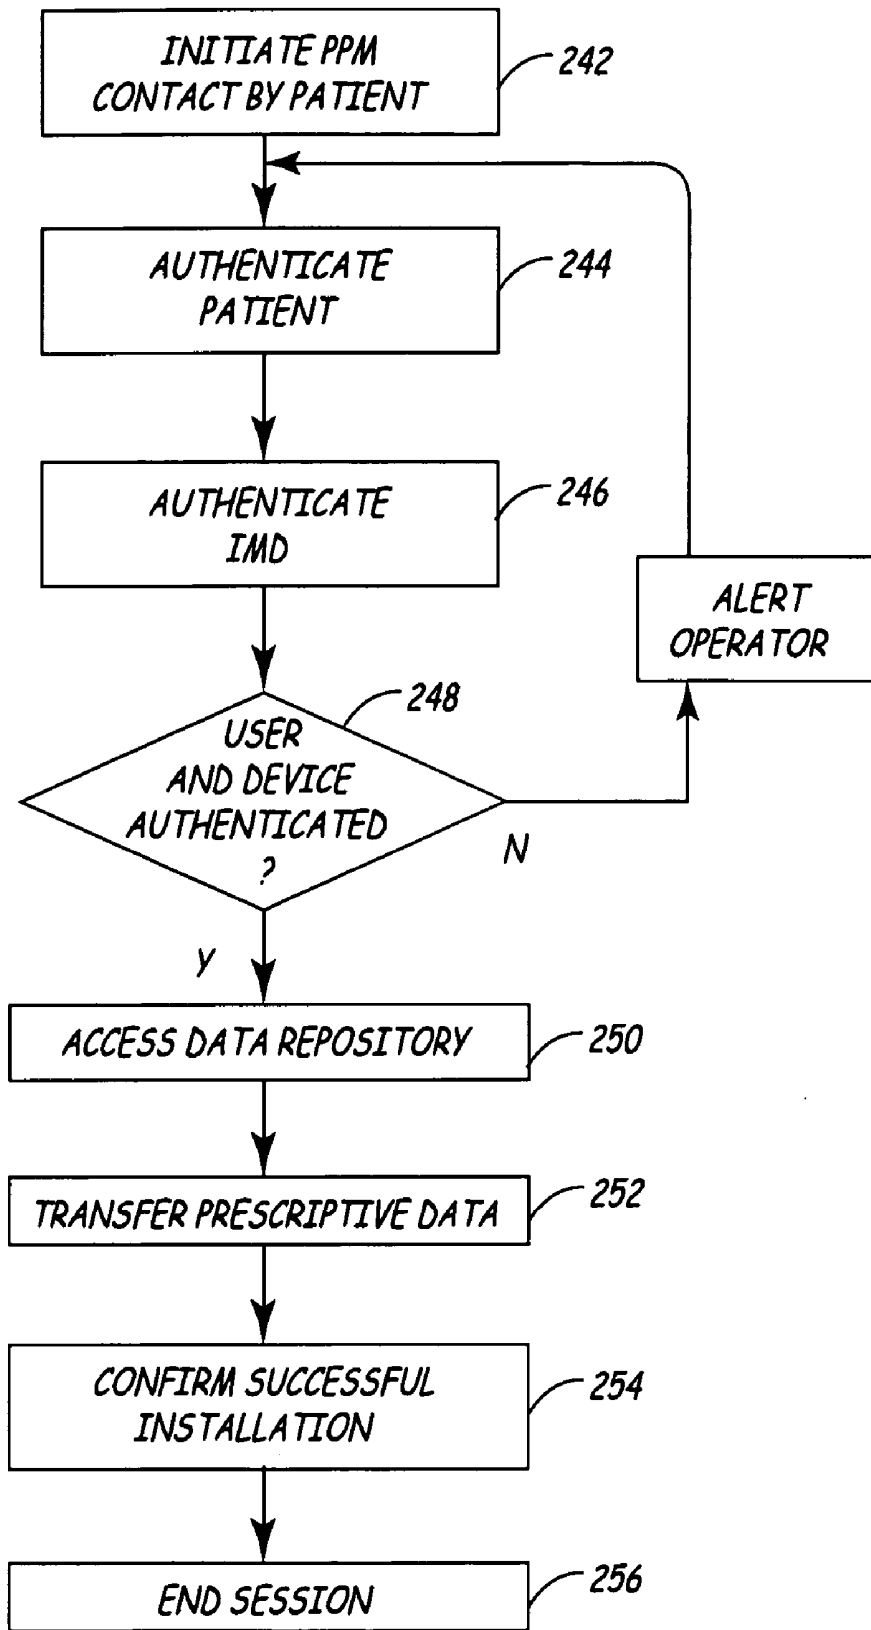 INITIATE PPM
CONTACT BY PATIENT
242
AUTHENTICATE
PATIENT
244
AUTHENTICATE
IMD
246
ALERT
OPERATOR
USER
AND DEVICE
AUTHENTICATED
?
248
N
Y
ACCESS DATA REPOSITORY
250
TRANSFER PRESCRIPTIVE DATA
252
CONFIRM SUCCESSFUL
INSTALLATION
254
END SESSION
256